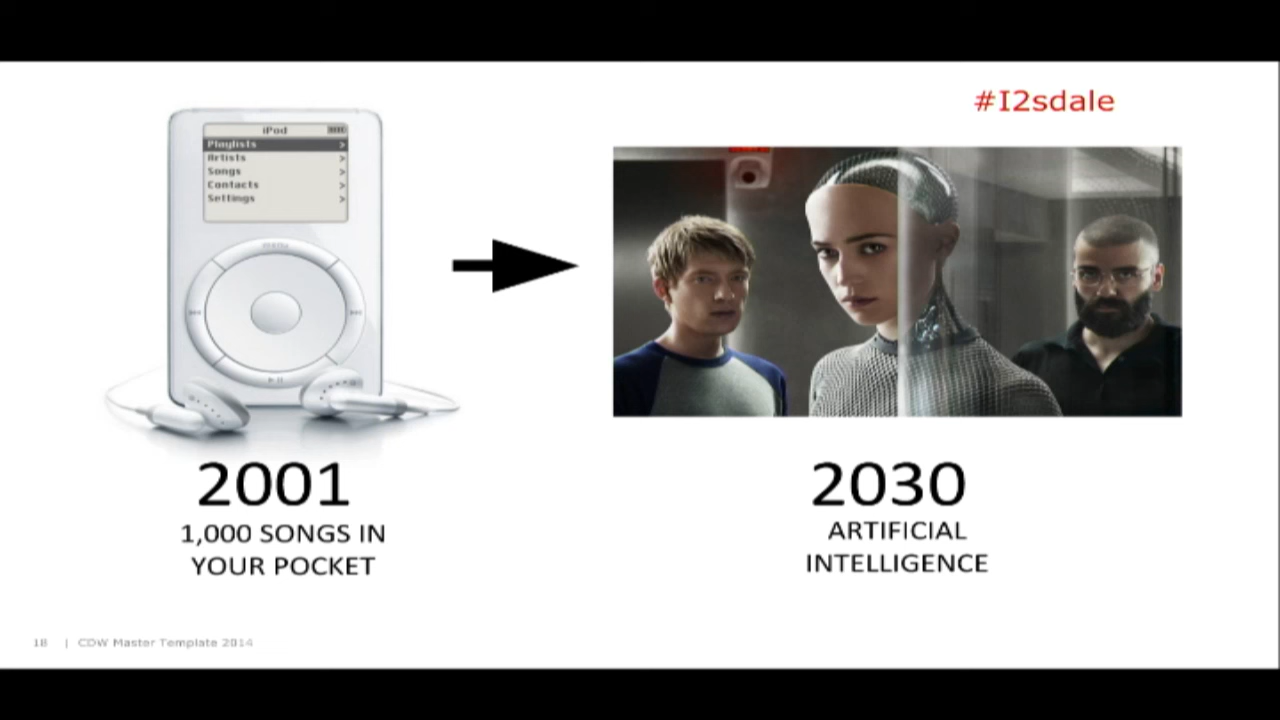 #I2sdale
iPod
Playlists >
Artists >
Songs >
Contacts >
Settings >
MENU
2001
1,000 SONGS IN
YOUR POCKET
2030
ARTIFICIAL
INTELLIGENCE
18 | CDW Master Template 2014